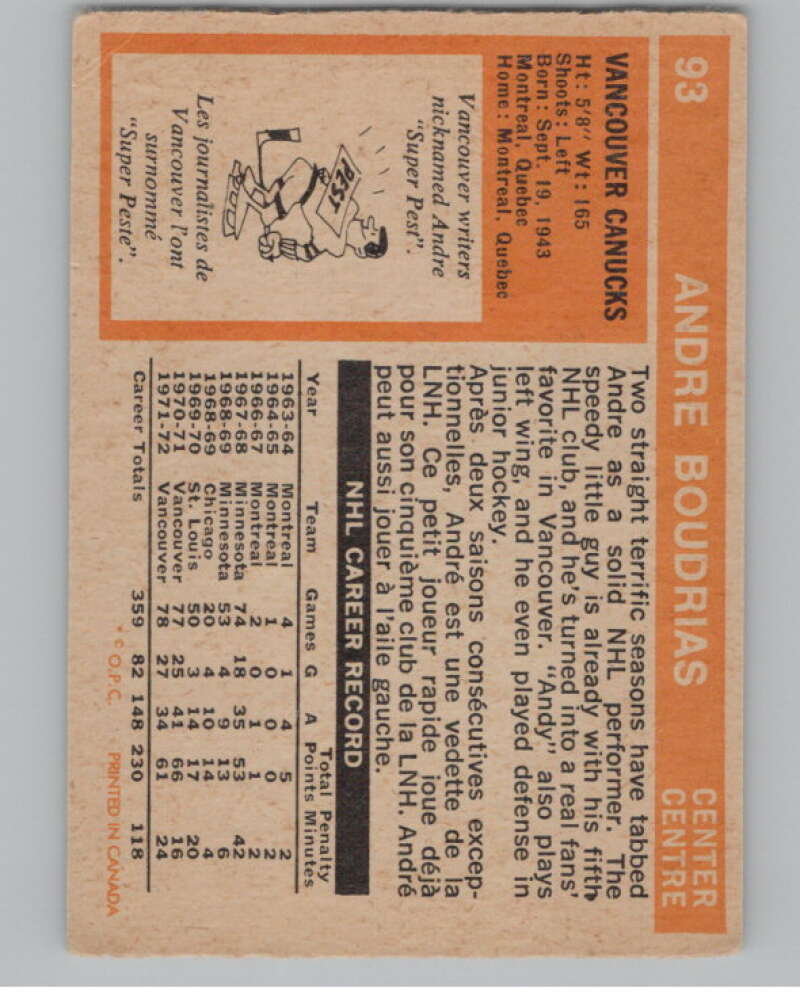 93 ANDRE BOUDRIAS CENTER
CENTRE
VANCOUVER CANUCKS
Ht: 5'8" Wt: 165
Shoots: Left
Born: Sept. 19, 1943
Montreal, Quebec
Home: Montreal, Quebec
Vancouver writers
nicknamed Andre
"Super Pest".
PEST
Les journalistes de
Vancouver l'ont
surnommé
"Super Peste".
Two straight terrific seasons have tabbed
Andre as a solid NHL performer. The
speedy little guy is already with his fifth
NHL club, and he's turned into a real fans'
favorite in Vancouver. "Andy" also plays
left wing, and he even played defense in
junior hockey.
Après deux saisons consécutives excep-
tionnelles, André est une vedette de la
LNH. Ce petit joueur rapide joue déjà
pour son cinquième club de la LNH. André
peut aussi jouer à l'aile gauche.
NHL CAREER RECORD
Total Penalty
Year Team Games G A Points Minutes
1963-64 Montreal 4 1 4 5 2
1964-65 Montreal 1 0 0 0 2
1966-67 Montreal 2 0 1 1 2
1967-68 Minnesota 74 18 35 53 42
1968-69 Minnesota 53 4 9 13 6
1968-69 Chicago 20 4 10 14 4
1969-70 St. Louis 50 3 14 17 20
1970-71 Vancouver 77 25 41 66 16
1971-72 Vancouver 78 27 34 61 24
Career Totals 359 82 148 230 118
* © O.P.C. PRINTED IN CANADA